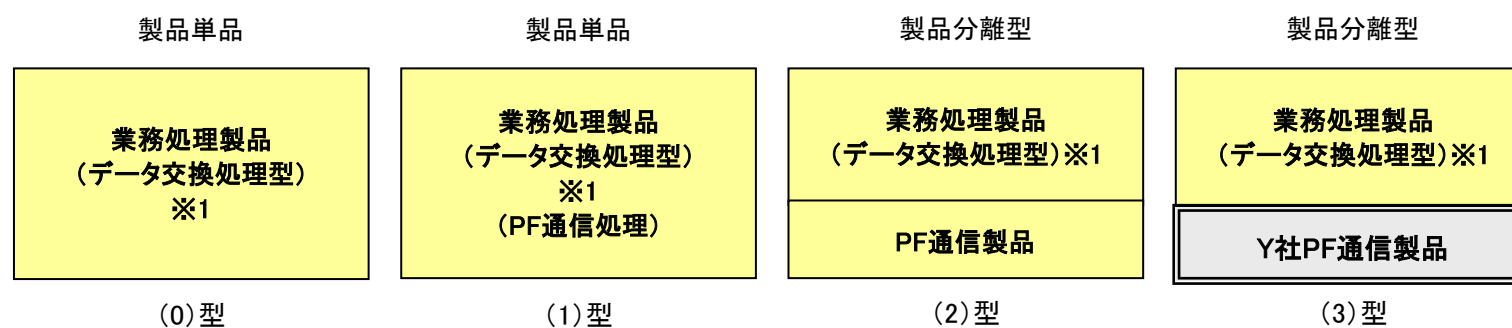 製品単品
製品単品
製品分離型
製品分離型
業務処理製品
（データ交換処理型）
※1
業務処理製品
（データ交換処理型）
※1
（PF通信処理）
業務処理製品
（データ交換処理型）※1
PF通信製品
業務処理製品
（データ交換処理型）※1
Y社PF通信製品
（0）型
（1）型
（2）型
（3）型